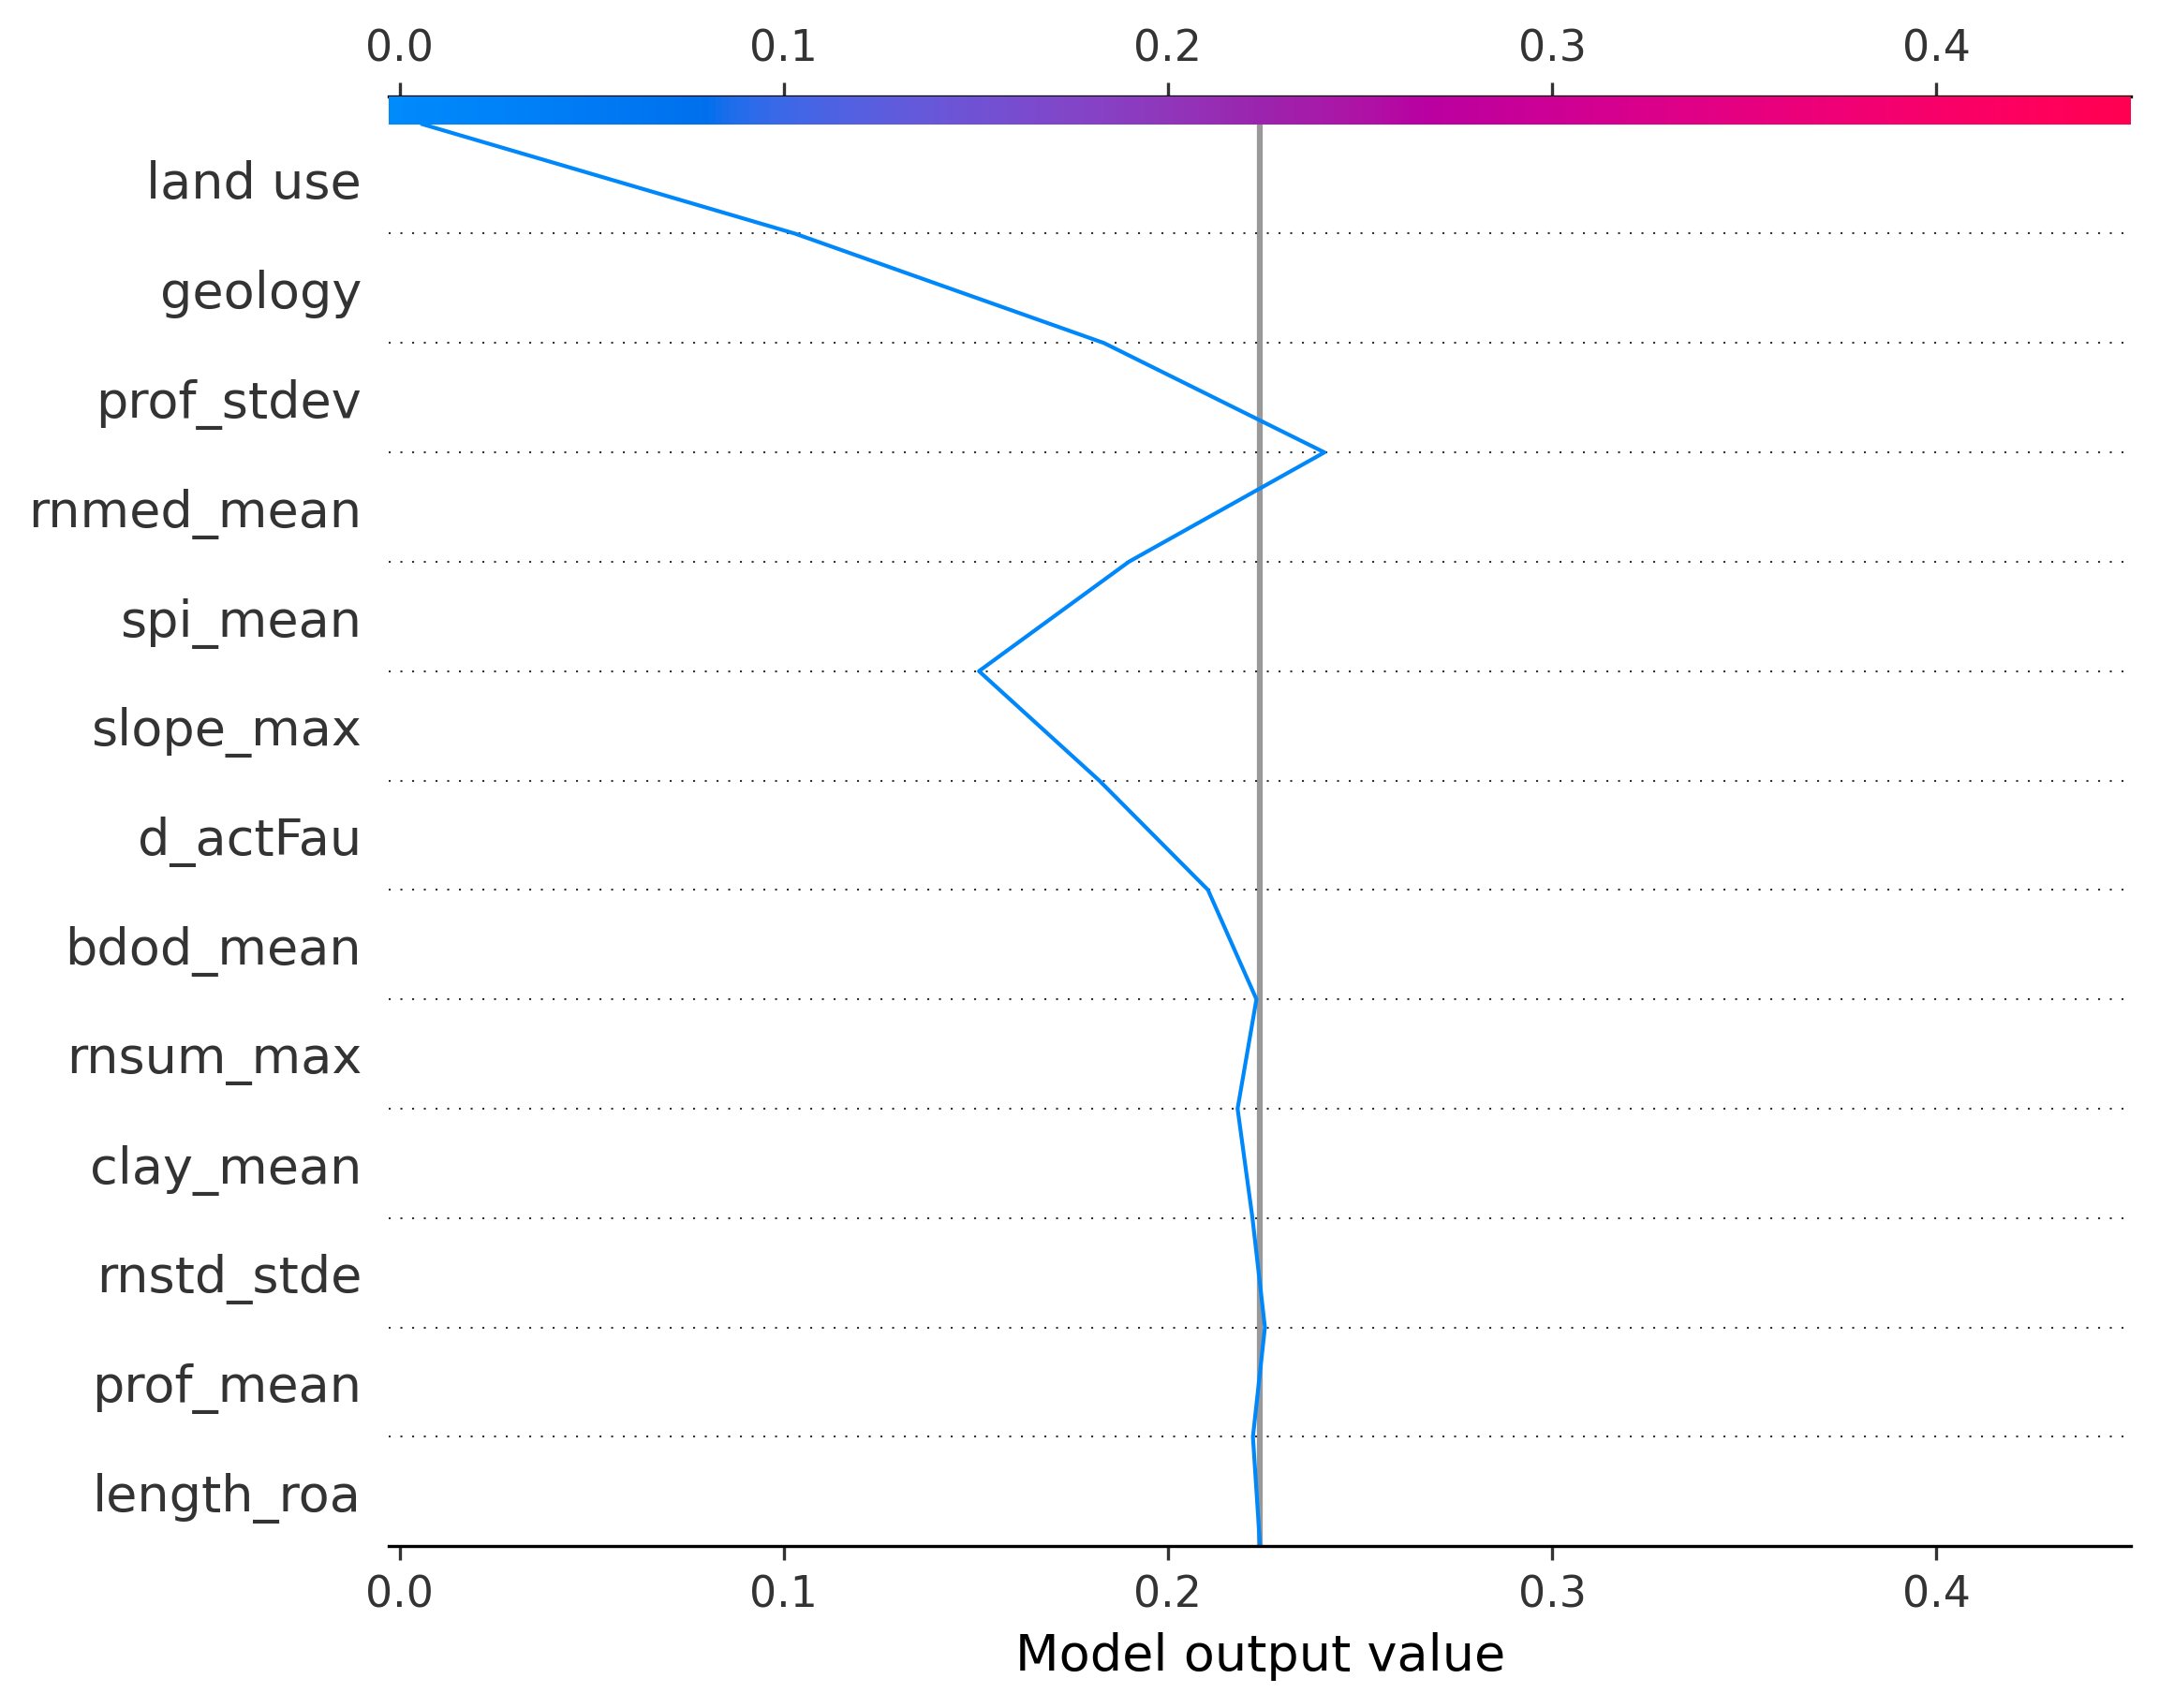 0.0 0.1 0.2 0.3 0.4
land use
geology
prof_stdev
rnmed_mean
spi_mean
slope_max
d_actFau
bdod_mean
rnsum_max
clay_mean
rnstd_stde
prof_mean
length_roa
0.0 0.1 0.2 0.3 0.4
Model output value